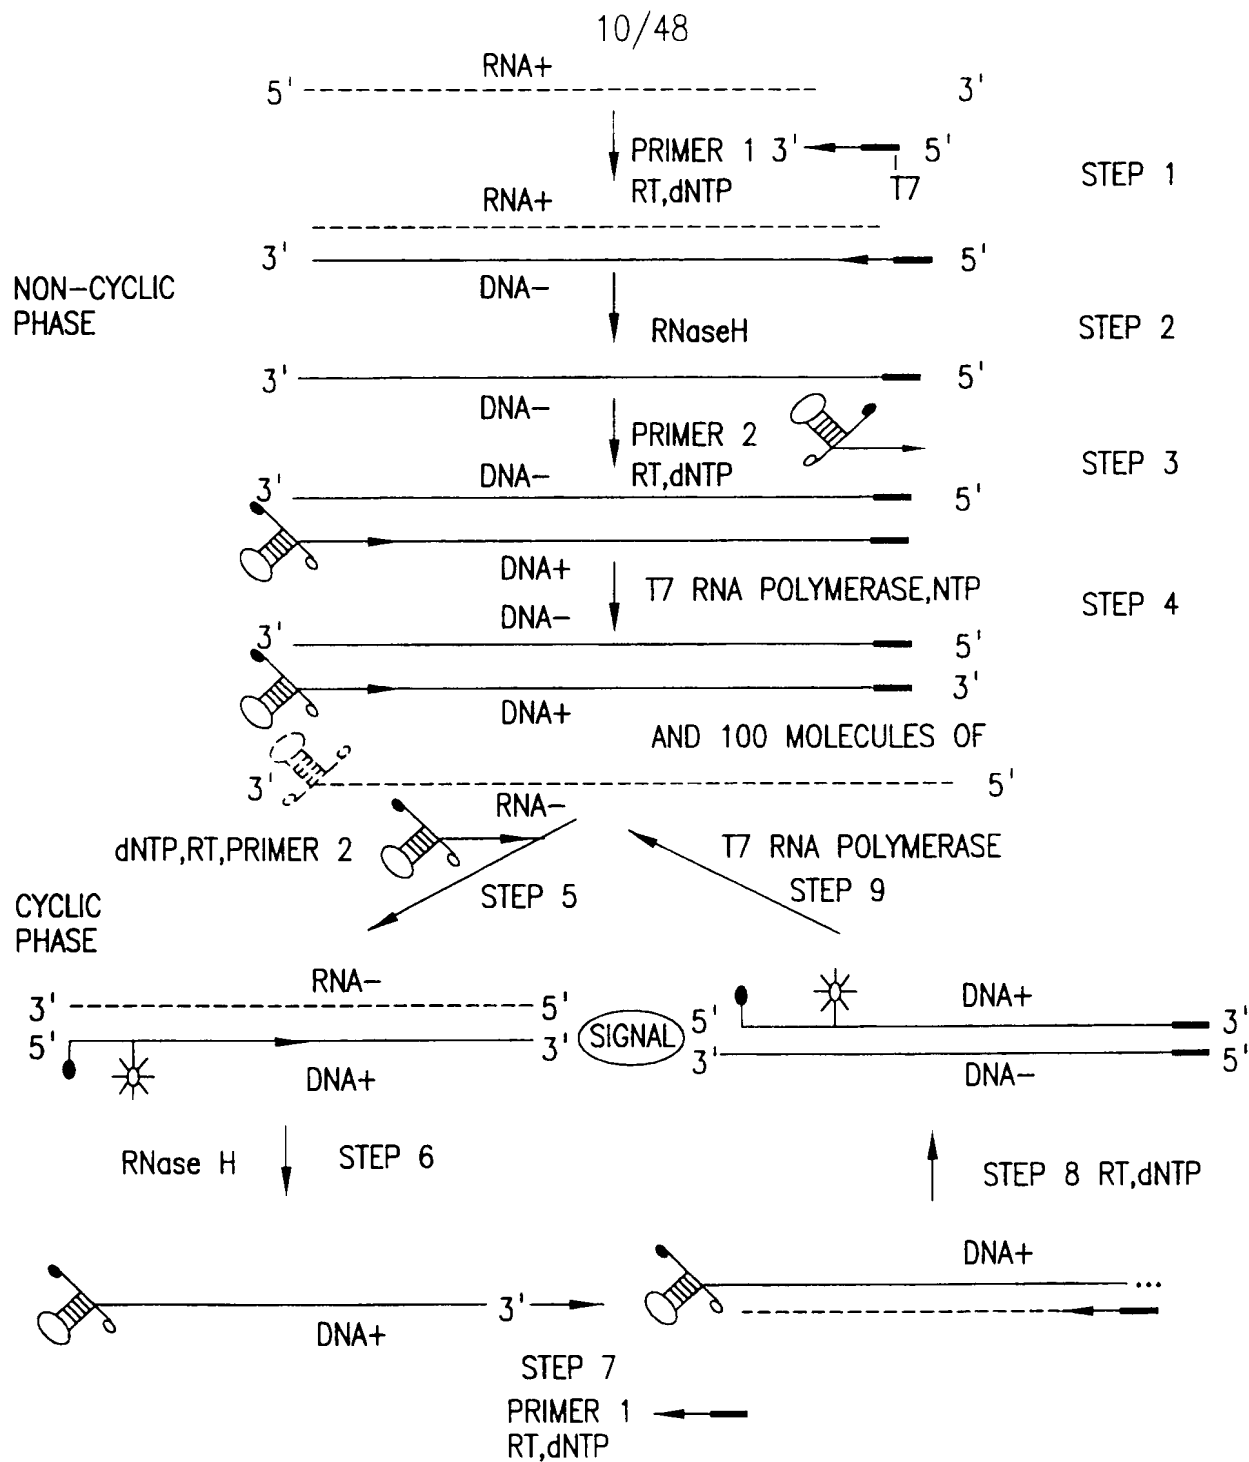 10/48
RNA+
5' 3'
PRIMER 1 3' 5'
RT,dNTP T7
STEP 1
RNA+
3' 5'
DNA-
NON-CYCLIC
PHASE
RNaseH
STEP 2
3' 5'
DNA-
PRIMER 2
RT,dNTP
STEP 3
DNA-
3' 5'
DNA+
T7 RNA POLYMERASE,NTP
STEP 4
DNA-
3' 5'
3'
DNA+
AND 100 MOLECULES OF
3' 5'
RNA-
dNTP,RT,PRIMER 2
STEP 5
T7 RNA POLYMERASE
STEP 9
CYCLIC
PHASE
RNA-
3' 5'
5' 3'
DNA+
SIGNAL
DNA+
5' 3'
3' 5'
DNA-
RNase H
STEP 6
STEP 8 RT,dNTP
DNA+
...
3'
DNA+
STEP 7
PRIMER 1
RT,dNTP